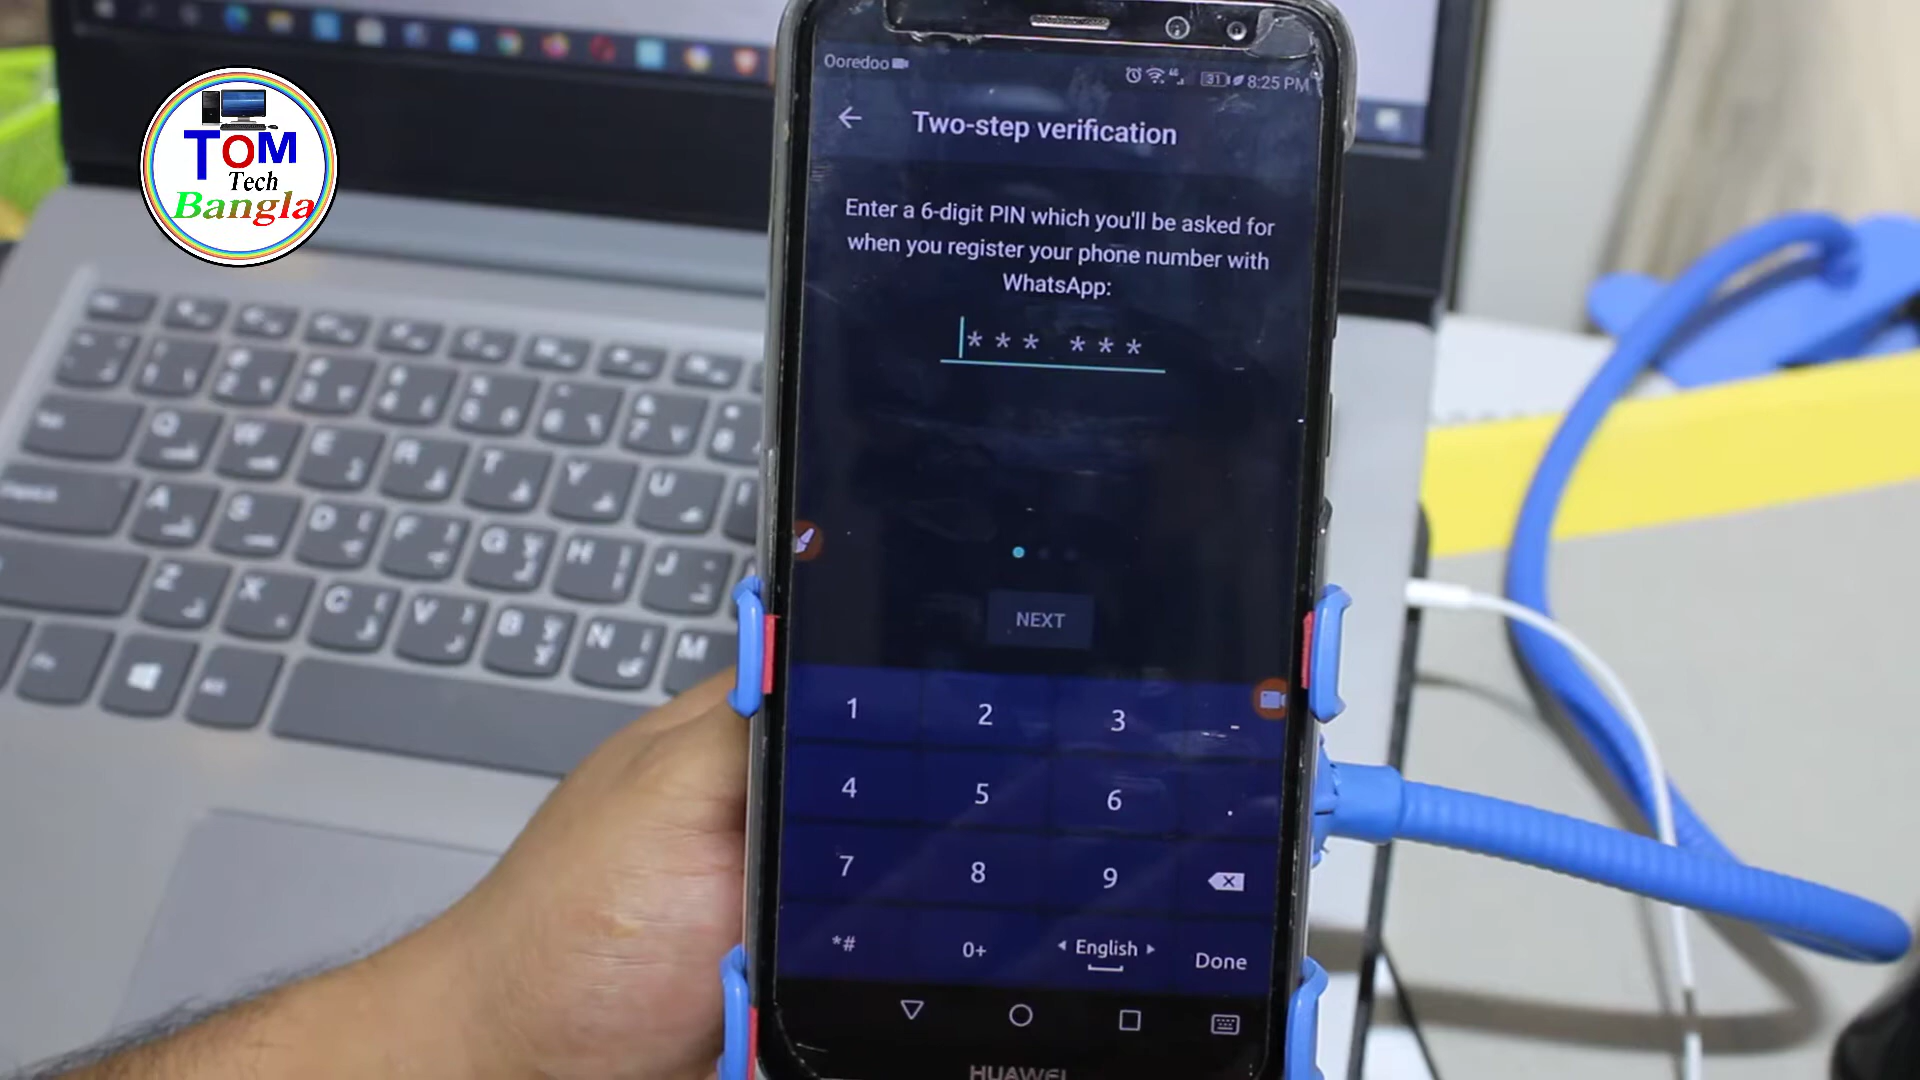 TOM
Tech
Bangla
Ooredoo
31 8:25 PM
Two-step verification
Enter a 6-digit PIN which you'll be asked for
when you register your phone number with
WhatsApp:
*** ***
NEXT
1 2 3 -
4 5 6 .
7 8 9
*# 0+ English Done
HUAWEI
Q W E R T Y U
A S D F G H J
Z X C V B N M